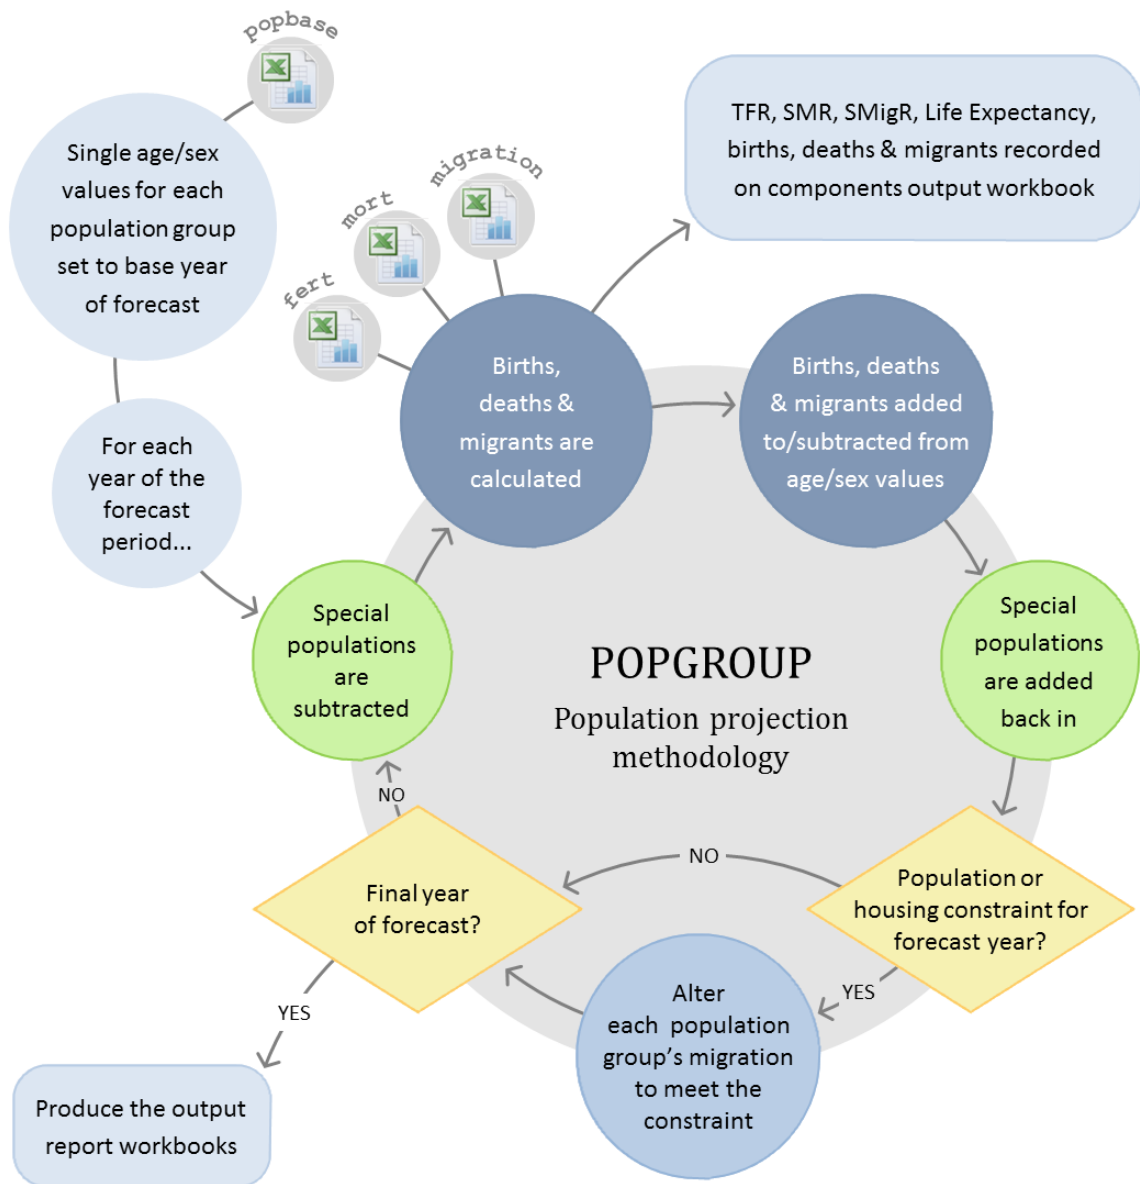 popbase
Single age/sex
values for each
population group
set to base year
of forecast
For each
year of the
forecast
period...
fert
mort
migration
TFR, SMR, SMigR, Life Expectancy,
births, deaths & migrants recorded
on components output workbook
Births,
deaths &
migrants are
calculated
Births, deaths
& migrants added
to/subtracted from
age/sex values
Special
populations
are
subtracted
Special
populations
are added
back in
POPGROUP
Population projection
methodology
NO
Final year
of forecast?
NO
Population or
housing constraint for
forecast year?
YES
YES
Alter
each population
group's migration
to meet the
constraint
Produce the output
report workbooks